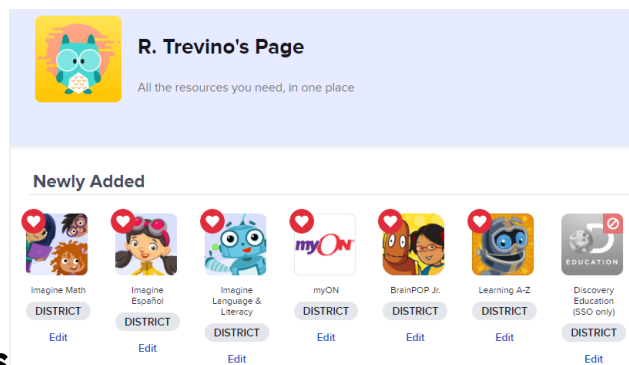 R. Trevino's Page
All the resources you need, in one place
Newly Added
myON
EDUCATION
Imagine Math
DISTRICT
Edit
Imagine
Español
DISTRICT
Edit
Imagine
Language &
Literacy
DISTRICT
Edit
myON
DISTRICT
Edit
BrainPOP Jr.
DISTRICT
Edit
Learning A-Z
DISTRICT
Edit
Discovery
Education
(SSO only)
DISTRICT
Edit
s